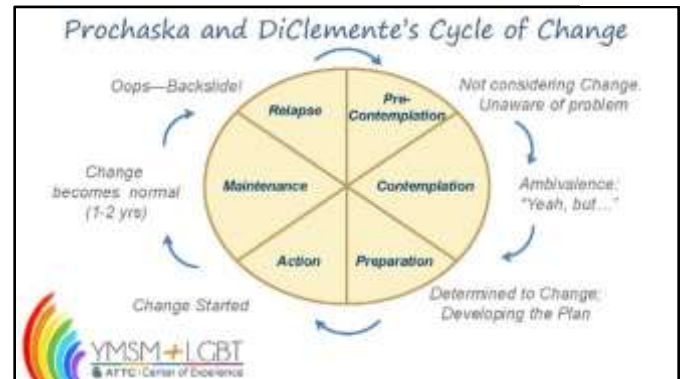 Prochaska and DiClemente's Cycle of Change
Oops—Backslide!
Relapse
Pre-
Contemplation
Not considering Change.
Unaware of problem
Change
becomes normal
(1-2 yrs)
Maintenance
Contemplation
Ambivalence;
"Yeah, but..."
Action
Preparation
Change Started
Determined to Change;
Developing the Plan
YMSM+LGBT
ATTC Center of Excellence